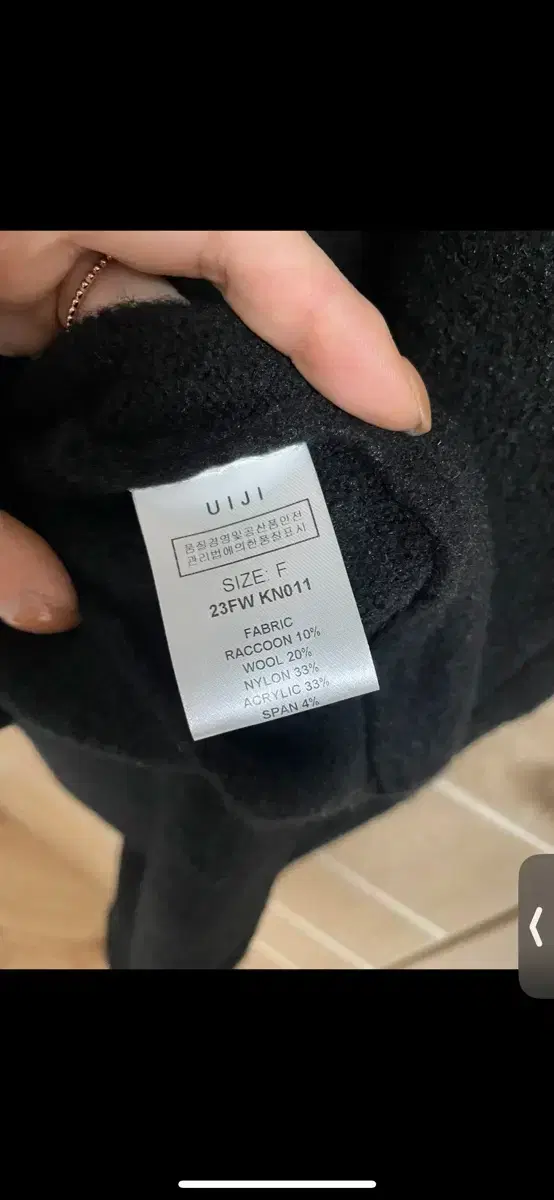 UIJI
품질경영및공산품안전
관리법에의한품질표시
SIZE: F
23FW KN011
FABRIC
RACCOON 10%
WOOL 20%
NYLON 33%
ACRYLIC 33%
SPAN 4%